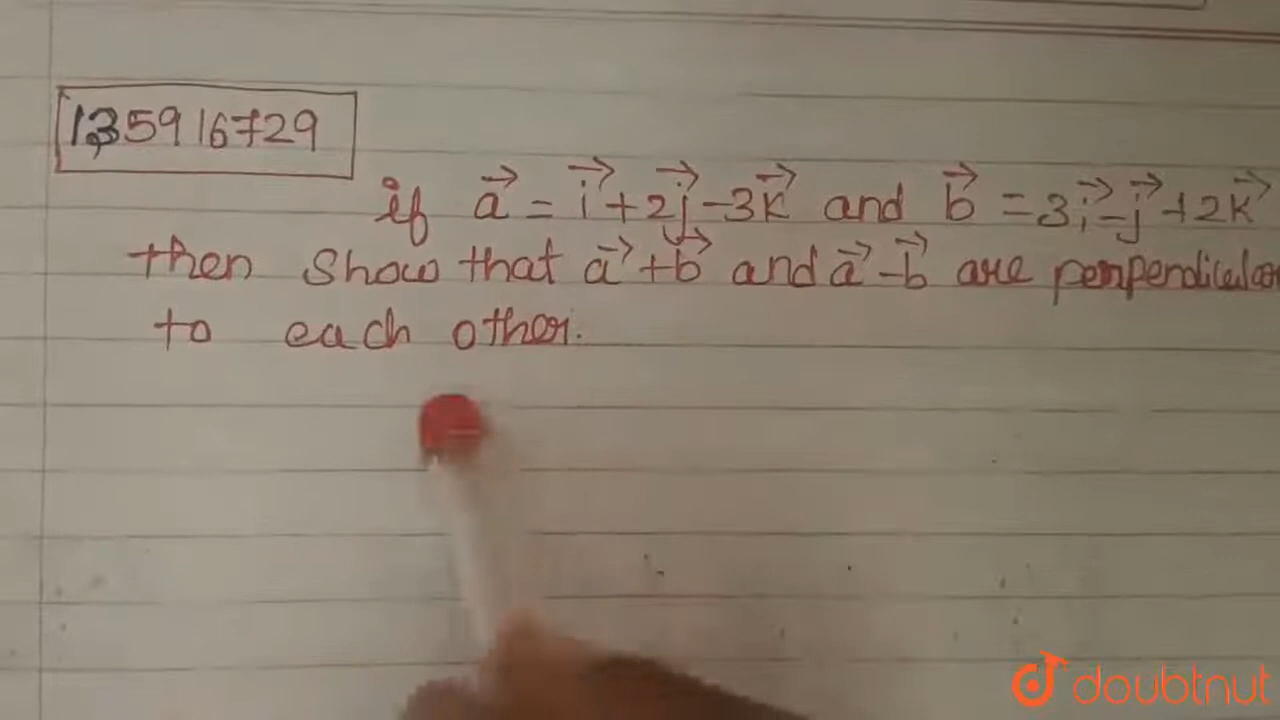 135916729
if a⃗ = i⃗ + 2j⃗ - 3k⃗ and b⃗ = 3i⃗ - j⃗ + 2k⃗
then show that a⃗ + b⃗ and a⃗ - b⃗ are perpendicular
to each other.
doubtnut